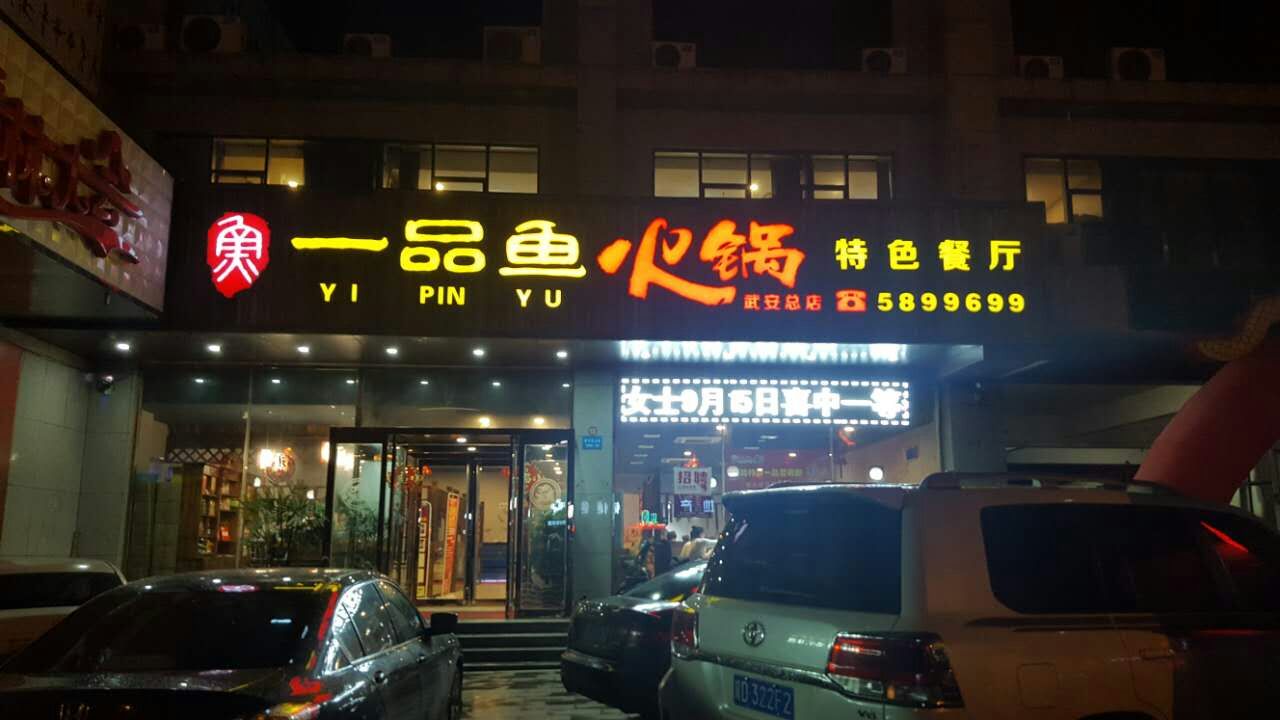 魚 一品鱼火锅 特色餐厅
YI PIN YU 武安总店 ☎5899699
女士9月15日喜中一等
招聘